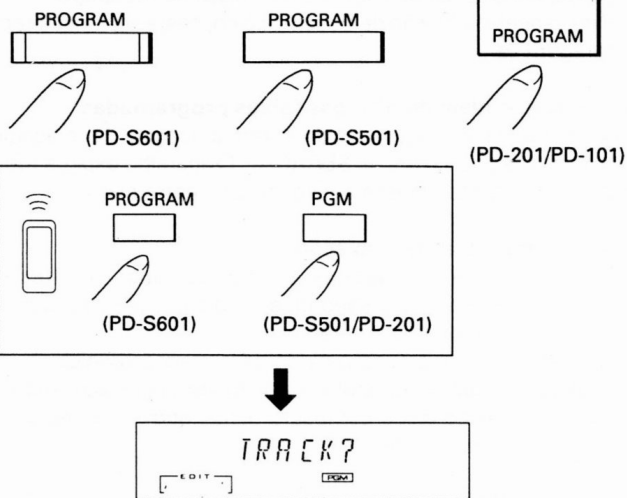 PROGRAM
PROGRAM
PROGRAM
(PD-S601)
(PD-S501)
(PD-201/PD-101)
PROGRAM
PGM
(PD-S601)
(PD-S501/PD-201)
TRACK?
EDIT
PGM